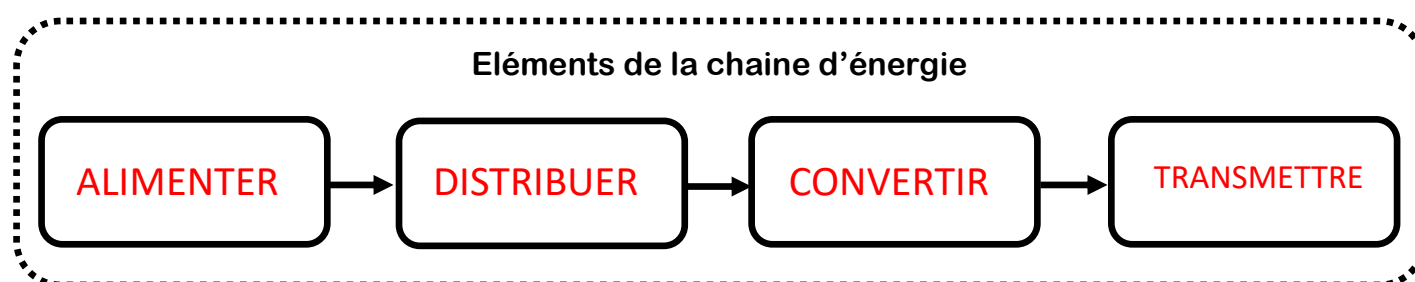 Eléments de la chaine d’énergie
ALIMENTER DISTRIBUER CONVERTIR TRANSMETTRE